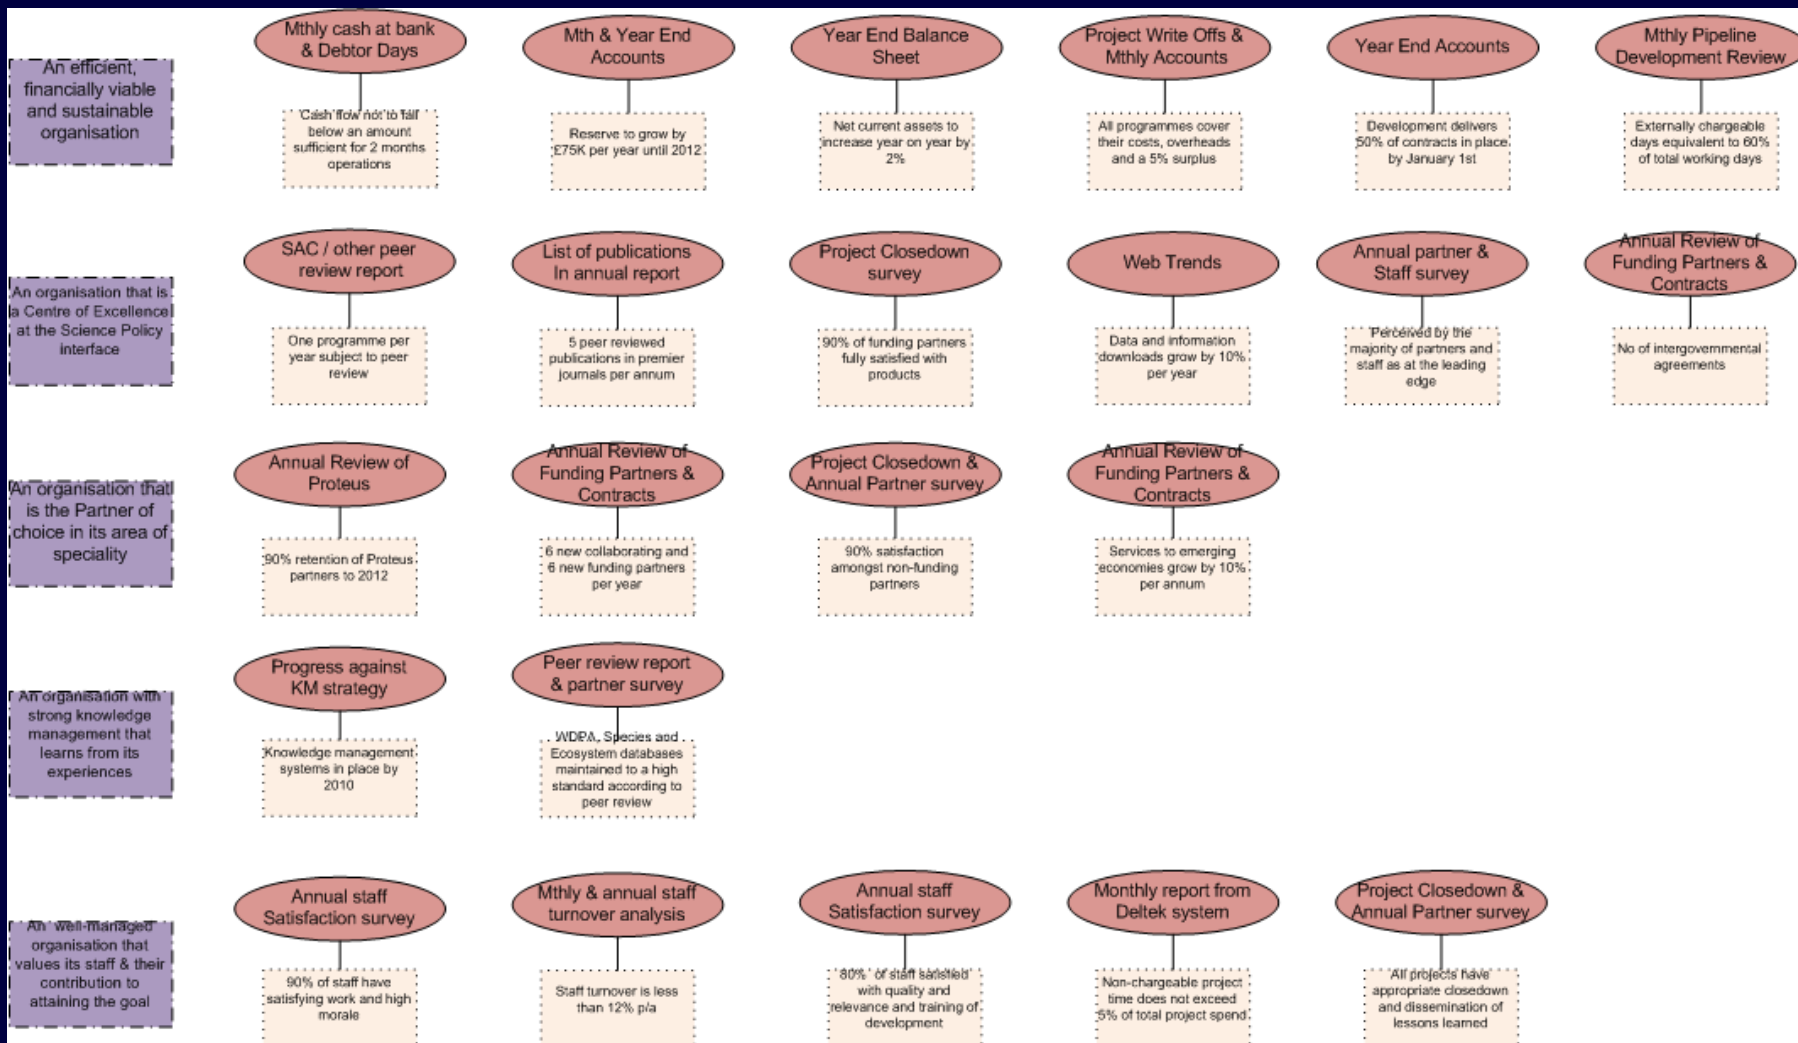 An efficient,
financially viable
and sustainable
organisation
Mthly cash at bank
& Debtor Days
Cash flow not to fall
below an amount
sufficient for 2 months
operations
Mth & Year End
Accounts
Reserve to grow by
£75K per year until 2012
Year End Balance
Sheet
Net current assets to
increase year on year by
2%
Project Write Offs &
Mthly Accounts
All programmes cover
their costs, overheads
and a 5% surplus
Year End Accounts
Development delivers
50% of contracts in place
by January 1st
Mthly Pipeline
Development Review
Externally chargeable
days equivalent to 60%
of total working days
An organisation that is
a Centre of Excellence
at the Science Policy
interface
SAC / other peer
review report
One programme per
year subject to peer
review
List of publications
In annual report
5 peer reviewed
publications in premier
journals per annum
Project Closedown
survey
90% of funding partners
fully satisfied with
products
Web Trends
Data and information
downloads grow by 10%
per year
Annual partner &
Staff survey
Perceived by the
majority of partners and
staff as at the leading
edge
Annual Review of
Funding Partners &
Contracts
No of intergovernmental
agreements
An organisation that
is the Partner of
choice in its area of
speciality
Annual Review of
Proteus
90% retention of Proteus
partners to 2012
Annual Review of
Funding Partners &
Contracts
6 new collaborating and
6 new funding partners
per year
Project Closedown &
Annual Partner survey
90% satisfaction
amongst non-funding
partners
Annual Review of
Funding Partners &
Contracts
Services to emerging
economies grow by 10%
per annum
An organisation with
strong knowledge
management that
learns from its
experiences
Progress against
KM strategy
Knowledge management
systems in place by
2010
Peer review report
& partner survey
WDPA, Species and
Ecosystem databases
maintained to a high
standard according to
peer review
An well-managed
organisation that
values its staff & their
contribution to
attaining the goal
Annual staff
Satisfaction survey
90% of staff have
satisfying work and high
morale
Mthly & annual staff
turnover analysis
Staff turnover is less
than 12% p/a
Annual staff
Satisfaction survey
80% of staff satisfied
with quality and
relevance and training of
development
Monthly report from
Deltek system
Non-chargeable project
time does not exceed
5% of total project spend
Project Closedown &
Annual Partner survey
All projects have
appropriate closedown
and dissemination of
lessons learned